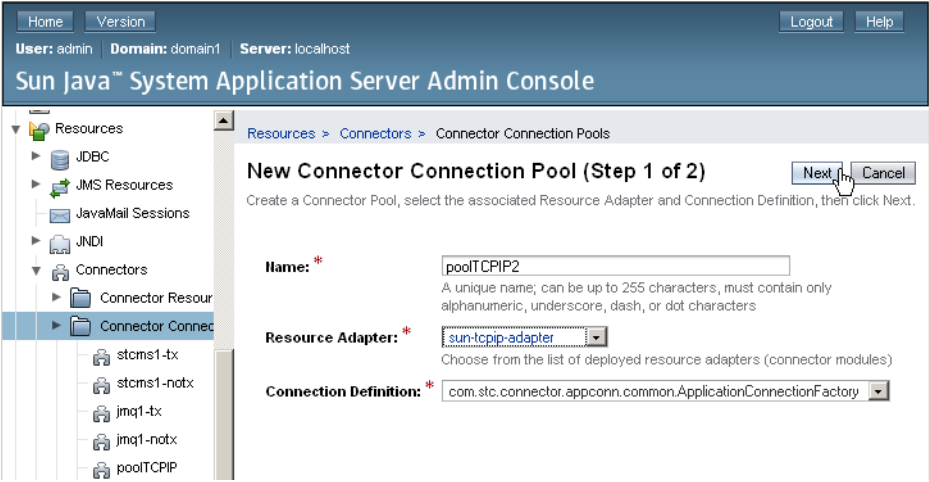 Home Version Logout Help
User: admin Domain: domain1 Server: localhost
Sun Java™ System Application Server Admin Console
Resources
JDBC
JMS Resources
JavaMail Sessions
JNDI
Connectors
Connector Resour
Connector Connec
stcms1-tx
stcms1-notx
jmq1-tx
jmq1-notx
poolTCPIP
Resources > Connectors > Connector Connection Pools
New Connector Connection Pool (Step 1 of 2)
Next Cancel
Create a Connector Pool, select the associated Resource Adapter and Connection Definition, then click Next.
Name: * poolTCPIP2
A unique name; can be up to 255 characters, must contain only
alphanumeric, underscore, dash, or dot characters
Resource Adapter: * sun-tcpip-adapter
Choose from the list of deployed resource adapters (connector modules)
Connection Definition: * com.stc.connector.appconn.common.ApplicationConnectionFactory